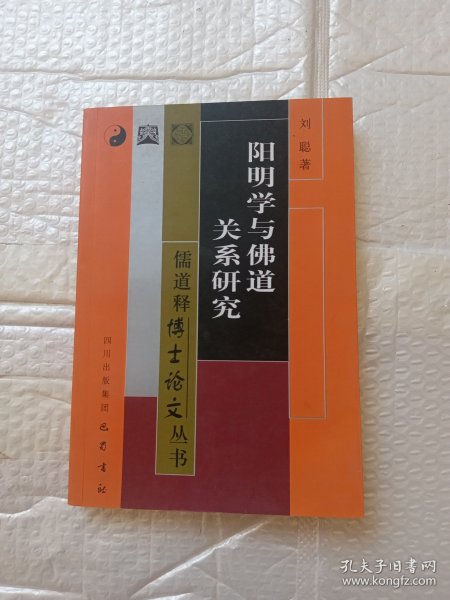 刘聪著
阳明学与佛道
关系研究
儒道释博士论文丛书
四川出版集团
巴蜀书社
孔夫子旧书网
www.kongfz.com